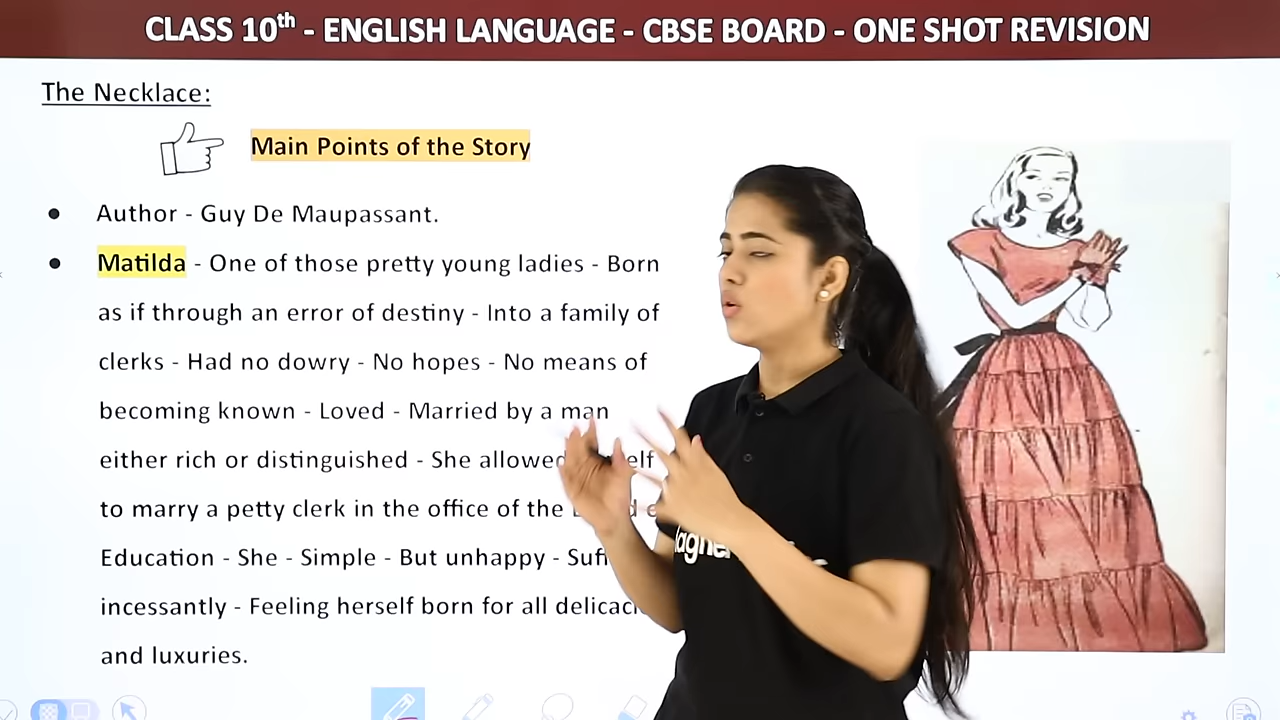 CLASS 10th - ENGLISH LANGUAGE - CBSE BOARD - ONE SHOT REVISION
The Necklace:
Main Points of the Story
● Author - Guy De Maupassant.
● Matilda - One of those pretty young ladies - Born
as if through an error of destiny - Into a family of
clerks - Had no dowry - No hopes - No means of
becoming known - Loved - Married by a man
either rich or distinguished - She
to marry a petty clerk in the office of the
Education - She - Simple - But unhappy -
incessantly - Feeling herself born for all
and luxuries.